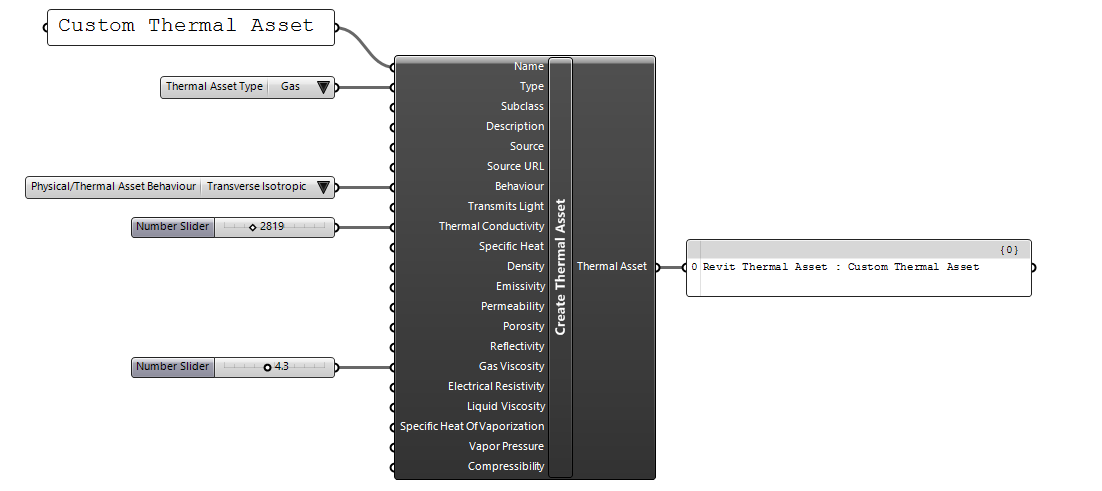 Custom Thermal Asset
Name
Thermal Asset Type Gas
Type
Subclass
Description
Source
Source URL
Physical/Thermal Asset Behaviour Transverse Isotropic
Behaviour
Transmits Light
Number Slider 2819
Thermal Conductivity
Specific Heat
Density
Emissivity
Permeability
Porosity
Reflectivity
Number Slider 4.3
Gas Viscosity
Electrical Resistivity
Liquid Viscosity
Specific Heat Of Vaporization
Vapor Pressure
Compressibility
Create Thermal Asset
Thermal Asset
{0}
0 Revit Thermal Asset : Custom Thermal Asset